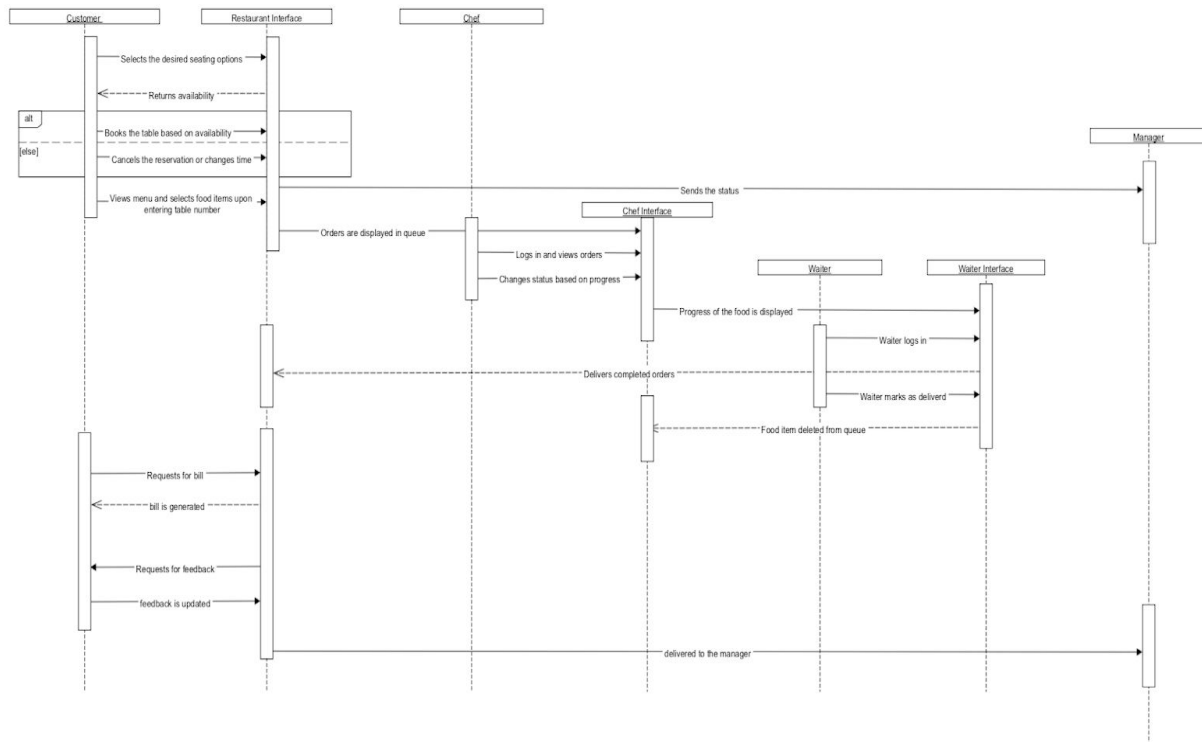 Customer
Restaurant Interface
Chef
Selects the desired seating options
Returns availability
alt
Books the table based on availability
[else]
Cancels the reservation or changes time
Manager
Sends the status
Views menu and selects food items upon
entering table number
Chef Interface
Orders are displayed in queue
Logs in and views orders
Waiter
Waiter Interface
Changes status based on progress
Progress of the food is displayed
Waiter logs in
Delivers completed orders
Waiter marks as deliverd
Food item deleted from queue
Requests for bill
bill is generated
Requests for feedback
feedback is updated
delivered to the manager